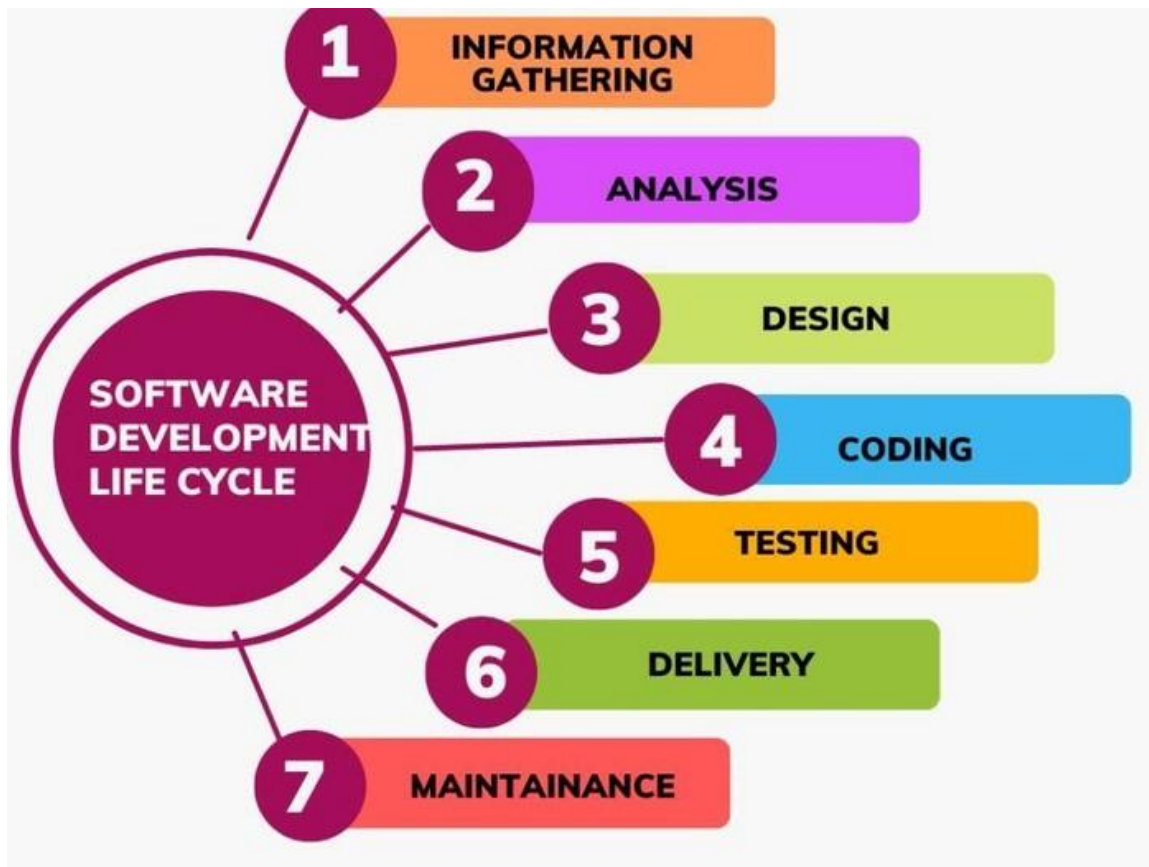 1
INFORMATION
GATHERING
2
ANALYSIS
3
DESIGN
SOFTWARE
DEVELOPMENT
LIFE CYCLE
4
CODING
5
TESTING
6
DELIVERY
7
MAINTAINANCE